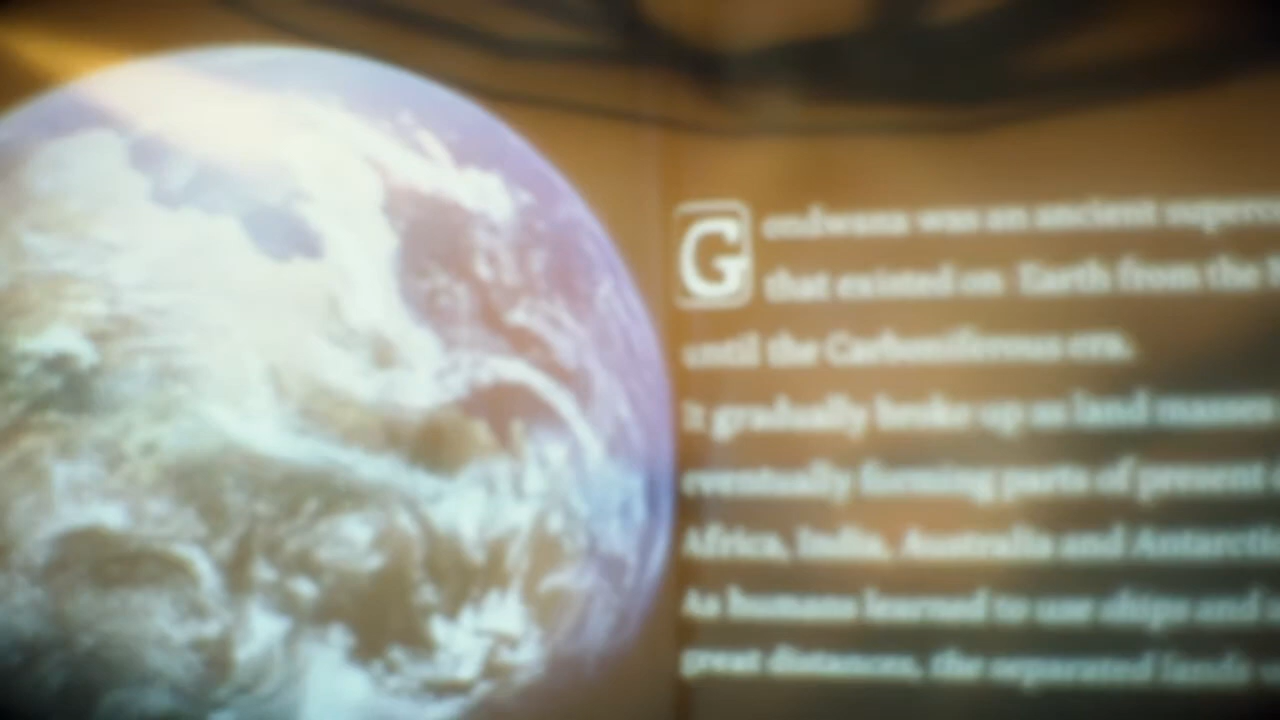 Gondwana was an ancient
that existed on Earth from the
until the Carboniferous era.
It gradually broke up as land masses
eventually forming parts of present
Africa, India, Australia and
As humans learned to use ships and
great distances, the separated lands